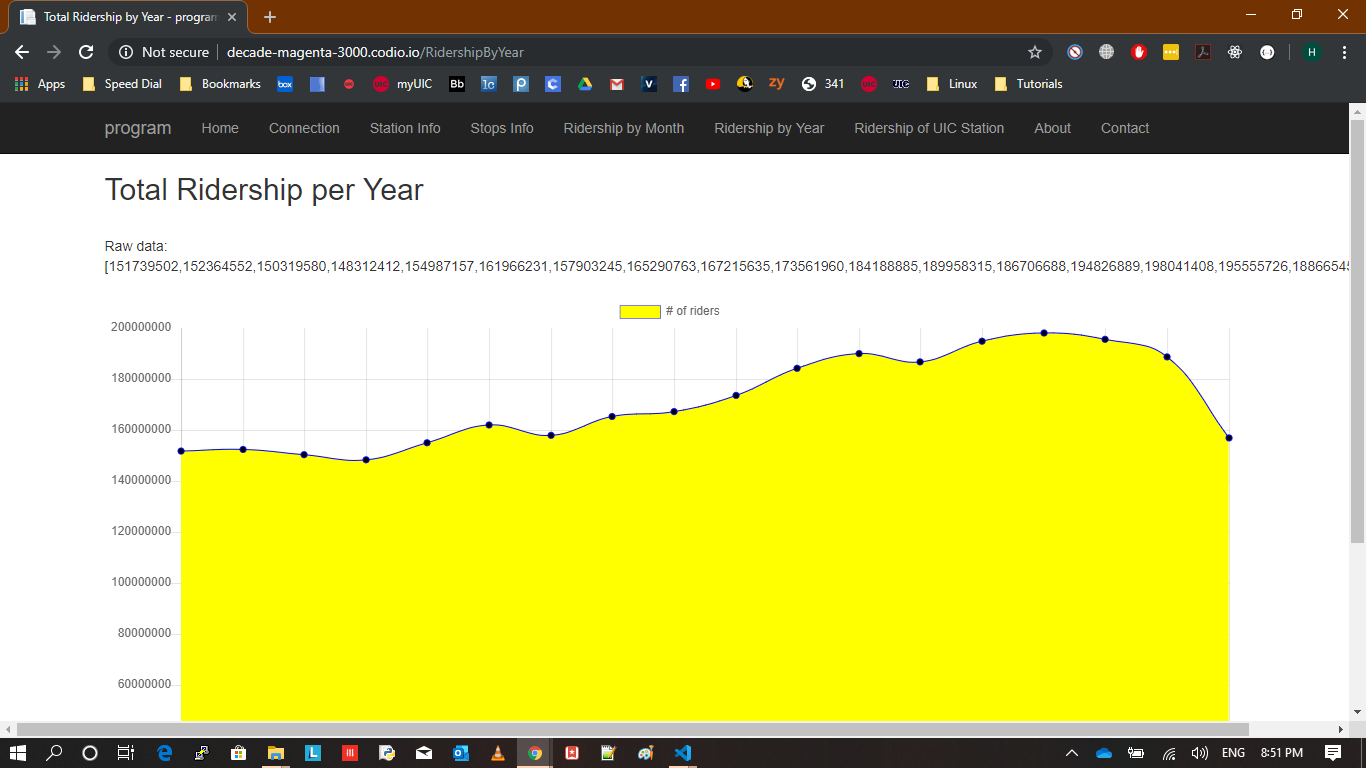 Total Ridership by Year - program
Not secure decade-magenta-3000.codio.io/RidershipByYear
H
Apps Speed Dial Bookmarks box myUIC Bb 1c zy 341 UIC Linux Tutorials
program Home Connection Station Info Stops Info Ridership by Month Ridership by Year Ridership of UIC Station About Contact
Total Ridership per Year
Raw data:
[151739502,152364552,150319580,148312412,154987157,161966231,157903245,165290763,167215635,173561960,184188885,189958315,186706688,194826889,198041408,195555726,18866545
# of riders
200000000
180000000
160000000
140000000
120000000
100000000
80000000
60000000
ENG 8:51 PM